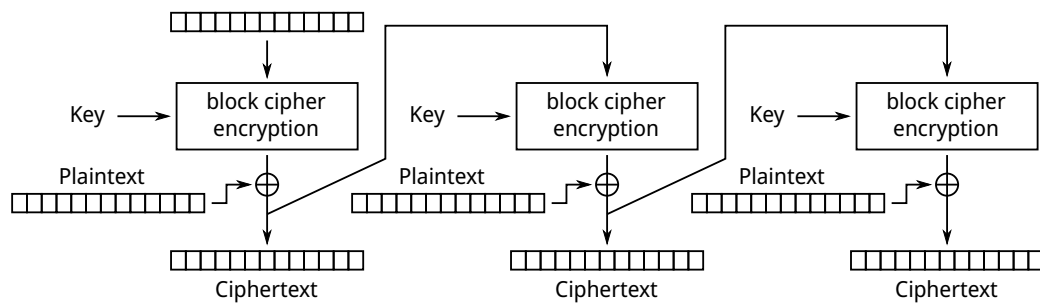 block cipher
encryption
Key
Plaintext
Ciphertext
block cipher
encryption
Key
Plaintext
Ciphertext
block cipher
encryption
Key
Plaintext
Ciphertext